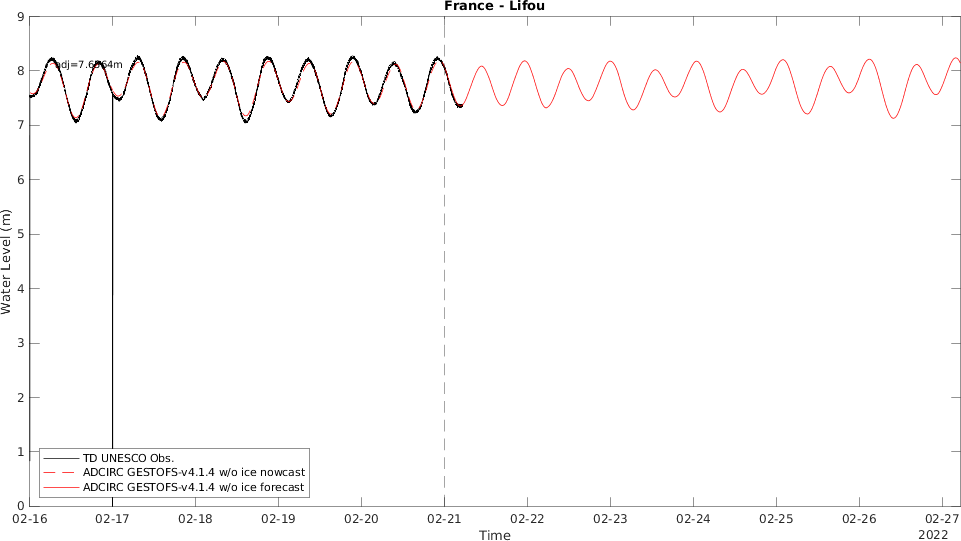 France - Lifou
9
8
7
6
5
4
3
2
1
0
Water Level (m)
adj=7.6564m
TD UNESCO Obs.
ADCIRC GESTOFS-v4.1.4 w/o ice nowcast
ADCIRC GESTOFS-v4.1.4 w/o ice forecast
02-16 02-17 02-18 02-19 02-20 02-21 02-22 02-23 02-24 02-25 02-26 02-27
Time
2022